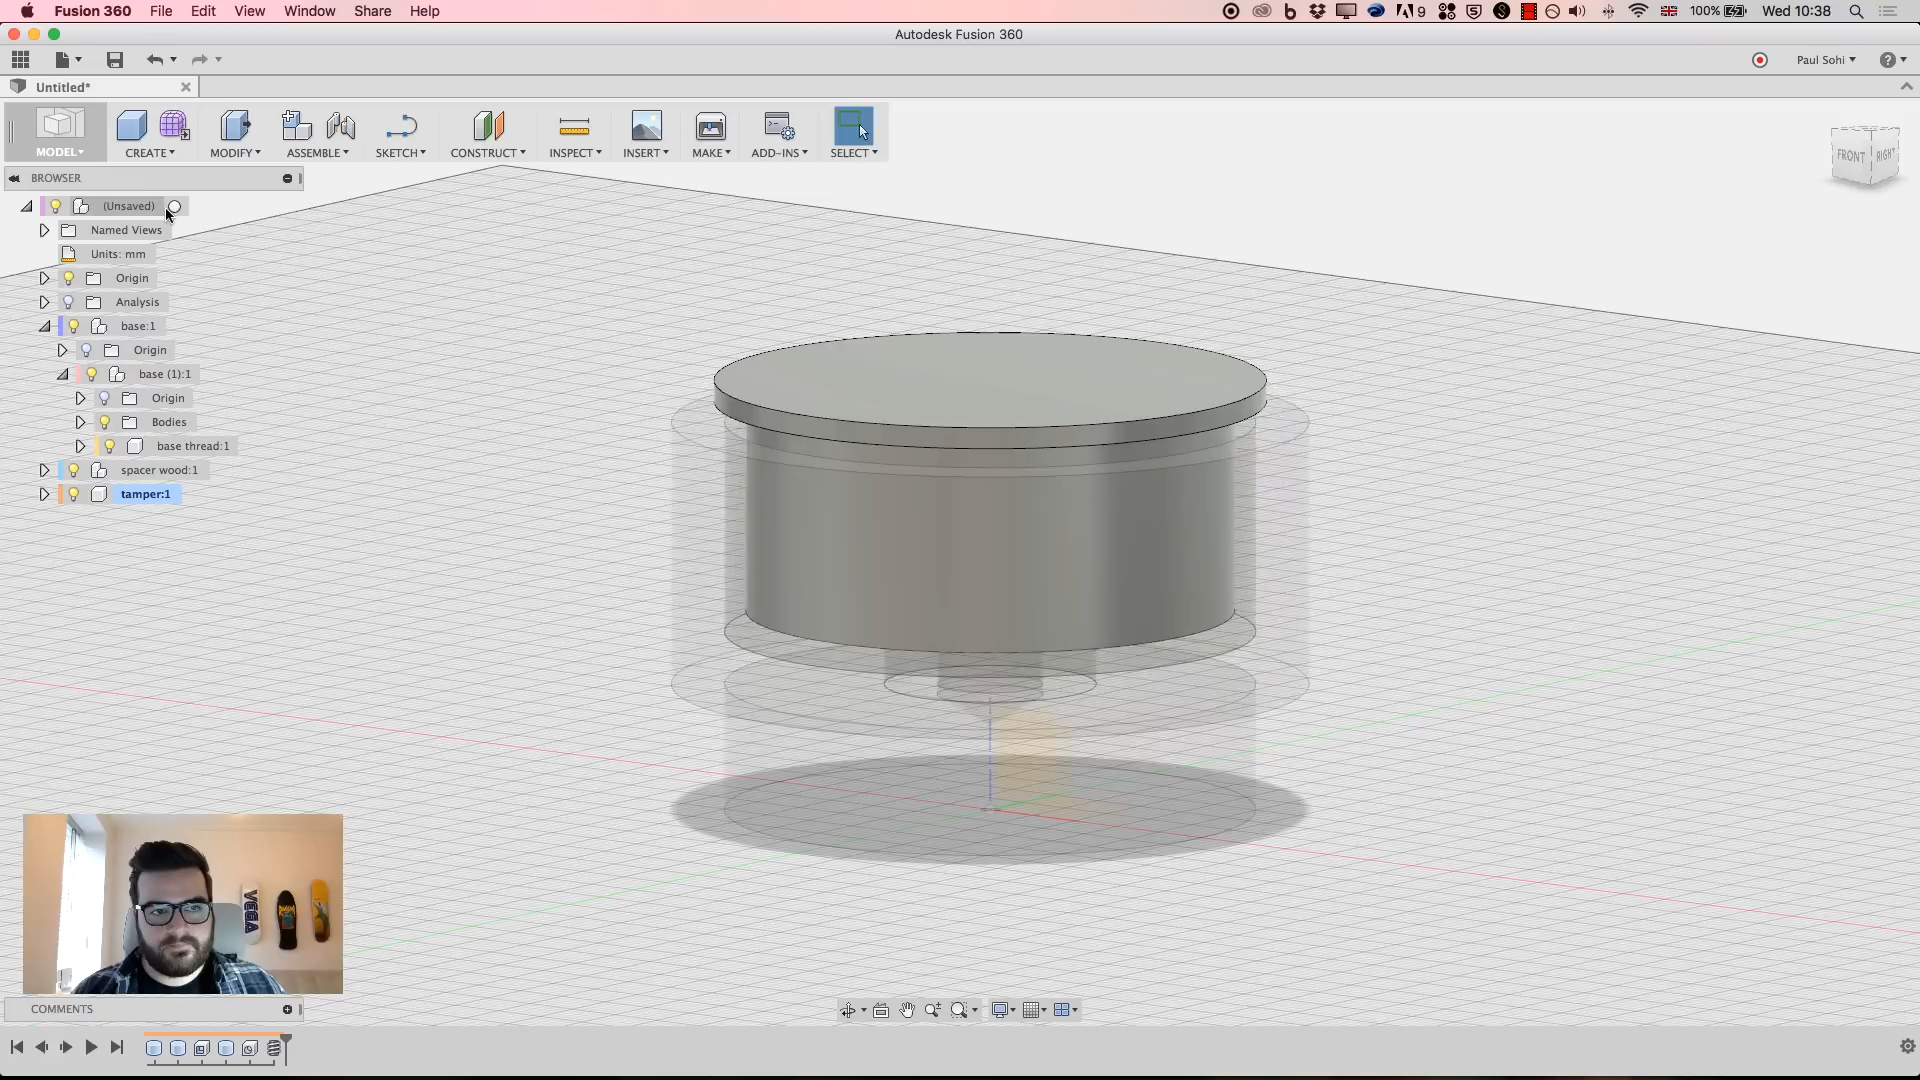 Fusion 360 File Edit View Window Share Help
9 100% Wed 10:38
Autodesk Fusion 360
Paul Sohi
Untitled*
MODEL CREATE MODIFY ASSEMBLE SKETCH CONSTRUCT INSPECT INSERT MAKE ADD-INS SELECT
FRONT RIGHT
BROWSER
(Unsaved)
Named Views
Units: mm
Origin
Analysis
base:1
Origin
base (1):1
Origin
Bodies
base thread:1
spacer wood:1
tamper:1
VEGA
COMMENTS